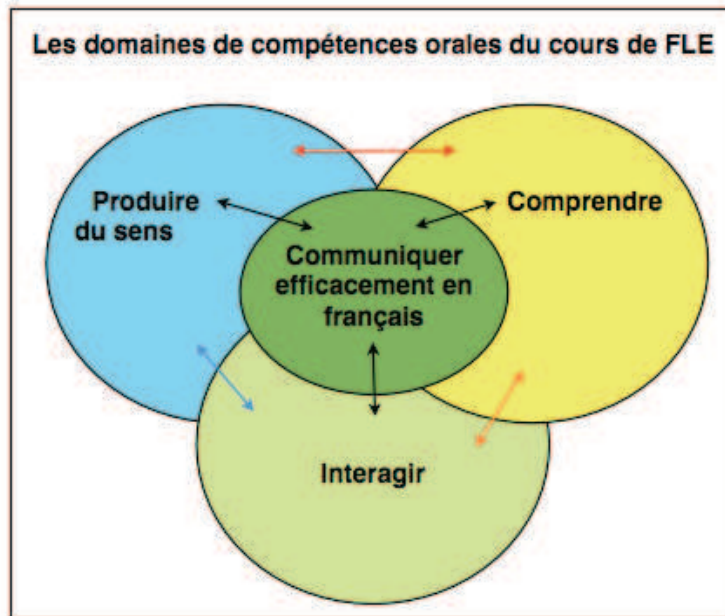 Les domaines de compétences orales du cours de FLE
Produire
du sens
Comprendre
Communiquer
efficacement en
français
Interagir